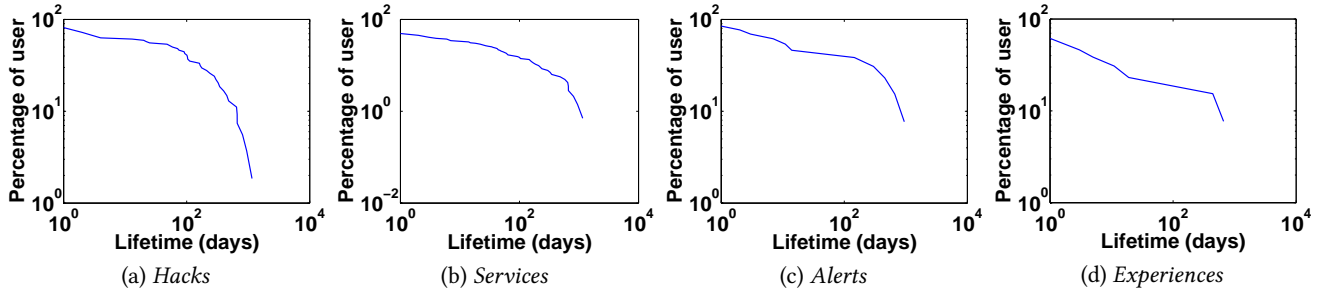 10^2
10^1
10^0
10^0
10^2
10^4
Percentage of user
Lifetime (days)
(a) Hacks
10^2
10^0
10^−2
10^0
10^2
10^4
Percentage of user
Lifetime (days)
(b) Services
10^2
10^1
10^0
10^0
10^2
10^4
Percentage of user
Lifetime (days)
(c) Alerts
10^2
10^1
10^0
10^0
10^2
10^4
Percentage of user
Lifetime (days)
(d) Experiences